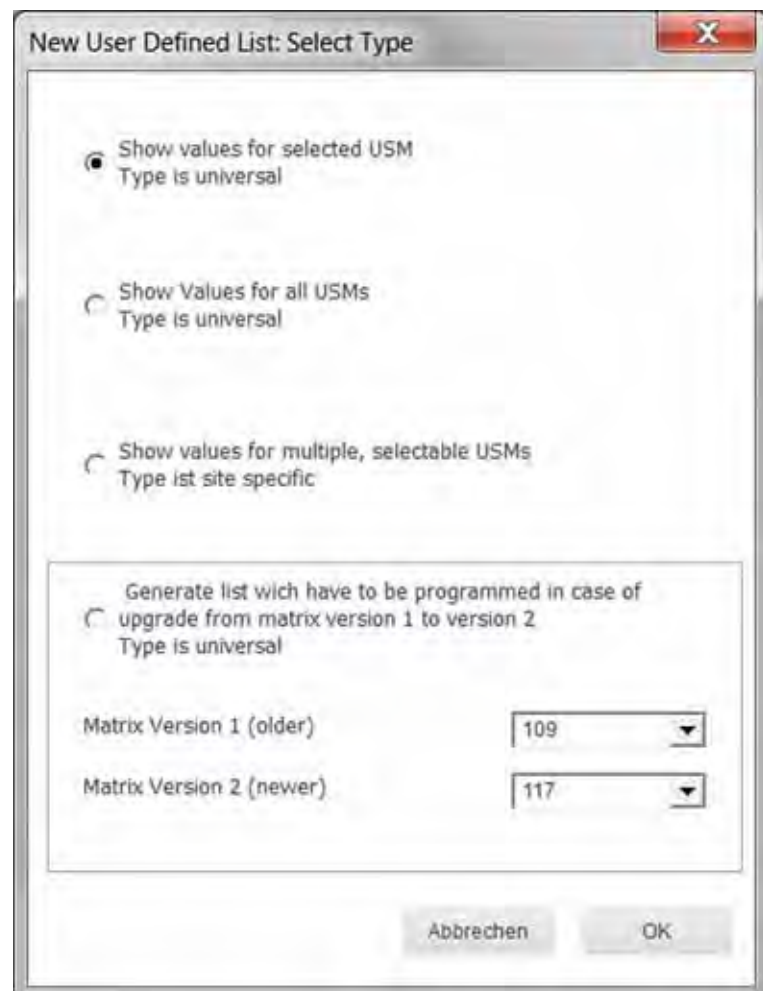 New User Defined List: Select Type
Show values for selected USM
Type is universal
Show Values for all USMs
Type is universal
Show values for multiple, selectable USMs
Type ist site specific
Generate list wich have to be programmed in case of
upgrade from matrix version 1 to version 2
Type is universal
Matrix Version 1 (older)
109
Matrix Version 2 (newer)
117
Abbrechen
OK